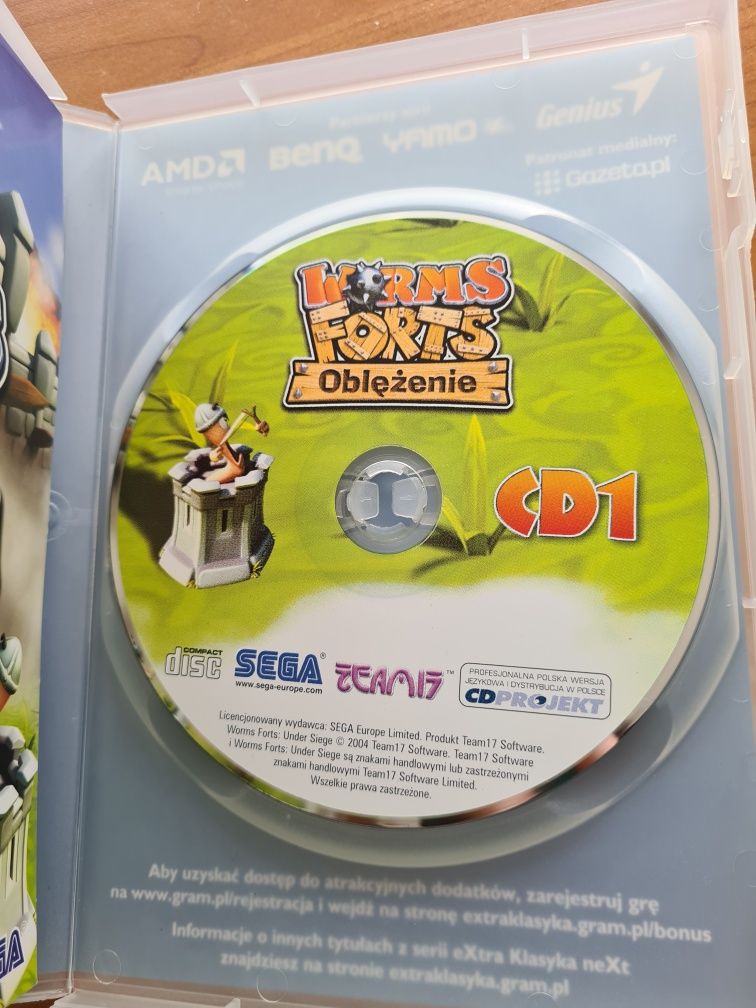 AMD
BenQ
YAMO
Genius
Patronat medialny:
Gazeta.pl
WORMS
FORTS
Oblężenie
CD1
COMPACT
disc
SEGA®
www.sega-europe.com
TEAM17™
PROFESJONALNA POLSKA WERSJA
JĘZYKOWA I DYSTRYBUCJA W POLSCE
CDPROJEKT
Licencjonowany wydawca: SEGA Europe Limited. Produkt Team17 Software.
Worms Forts: Under Siege © 2004 Team17 Software. Team17 Software
i Worms Forts: Under Siege są znakami handlowymi lub zastrzeżonymi
znakami handlowymi Team17 Software Limited.
Wszelkie prawa zastrzeżone.
Aby uzyskać dostęp do atrakcyjnych dodatków, zarejestruj grę
na www.gram.pl/rejestracja i wejdź na stronę extraklasyka.gram.pl/bonus
Informacje o innych tytułach z serii eXtra Klasyka neXt
znajdziesz na stronie extraklasyka.gram.pl
GA